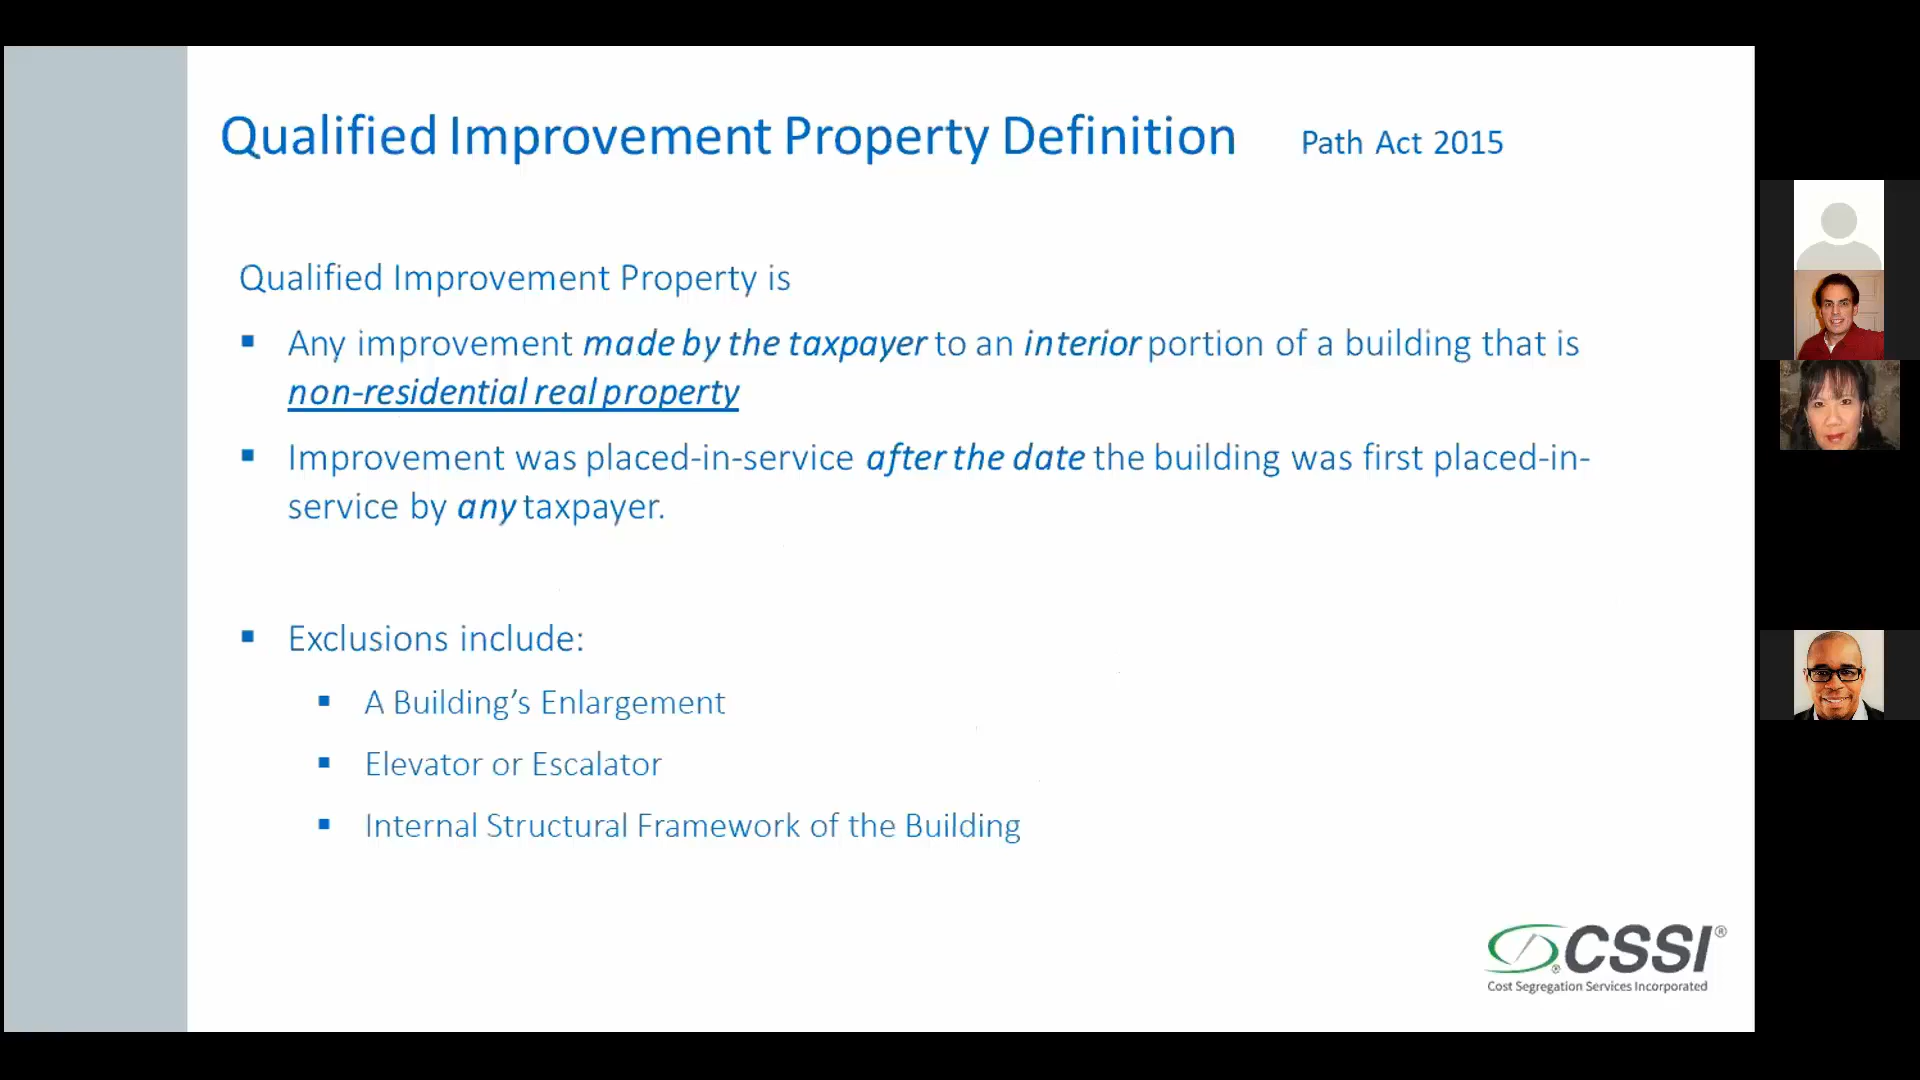 Qualified Improvement Property Definition Path Act 2015
Qualified Improvement Property is
▪ Any improvement made by the taxpayer to an interior portion of a building that is
non-residential real property
▪ Improvement was placed-in-service after the date the building was first placed-in-
service by any taxpayer.
▪ Exclusions include:
▪ A Building’s Enlargement
▪ Elevator or Escalator
▪ Internal Structural Framework of the Building
CSSI®
Cost Segregation Services Incorporated